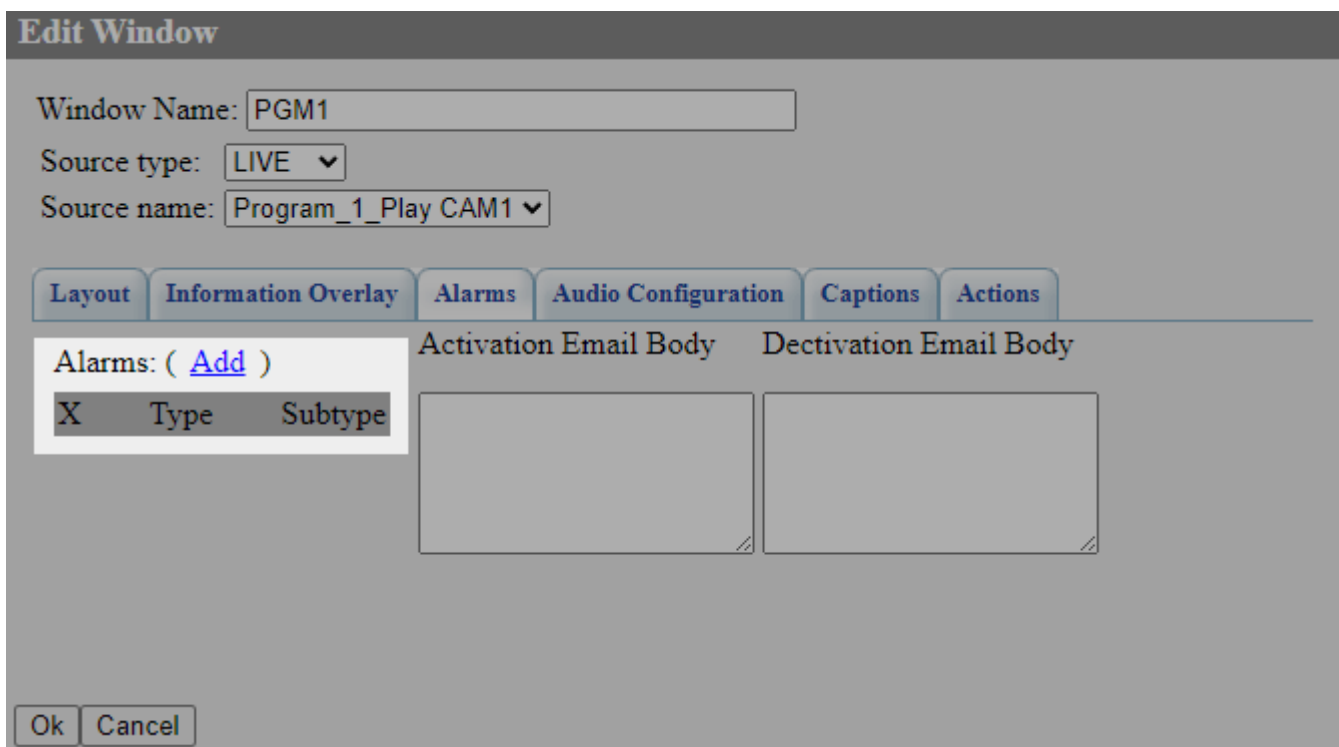 Edit Window
Window Name: PGM1
Source type: LIVE
Source name: Program_1_Play CAM1
Layout Information Overlay Alarms Audio Configuration Captions Actions
Alarms: ( Add ) Activation Email Body Dectivation Email Body
X Type Subtype
Ok Cancel